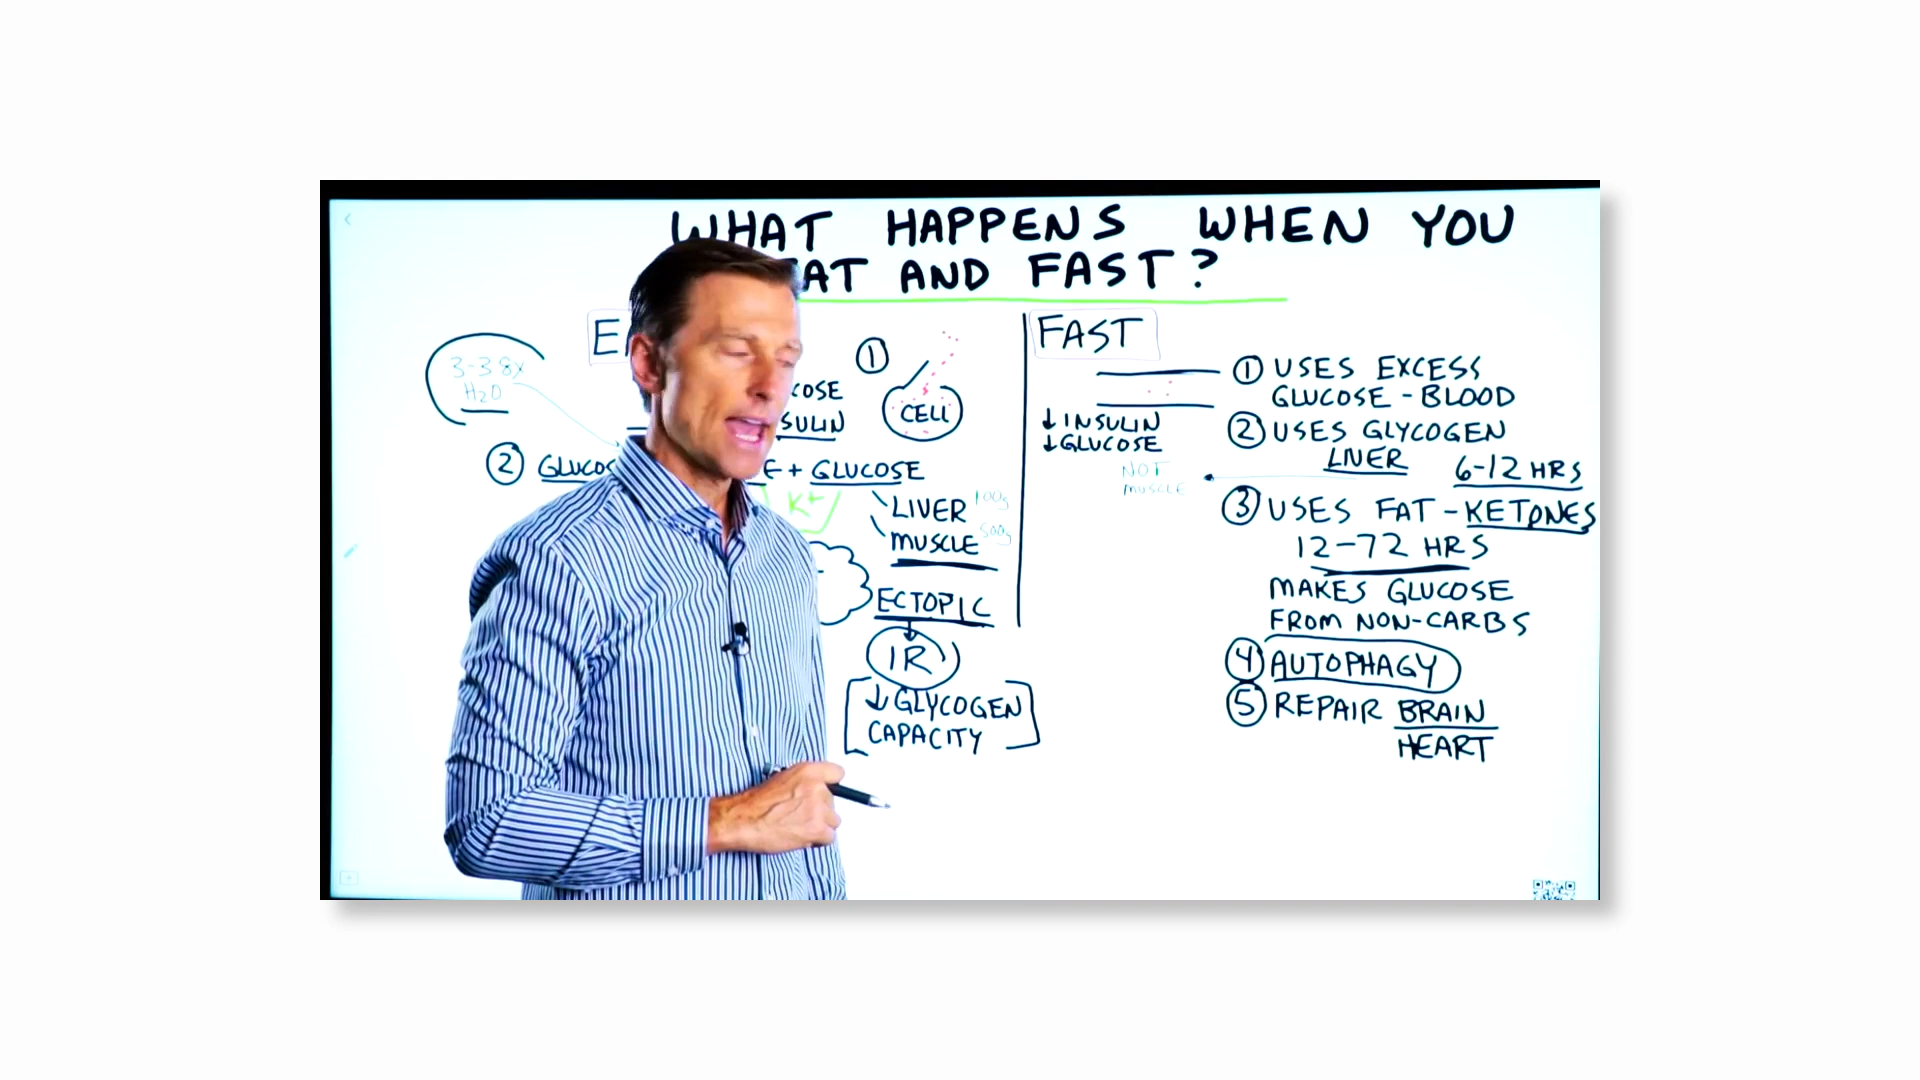 WHAT HAPPENS WHEN YOU
EAT AND FAST?
3-3.8x
H2O
②
GLUCOSE
+ GLUCOSE
K+
①
CELL
LIVER 100g
MUSCLE 500g
ECTOPIC
IR
↓GLYCOGEN
CAPACITY
FAST
↓INSULIN
↓GLUCOSE
NOT
MUSCLE
① USES EXCESS
GLUCOSE - BLOOD
② USES GLYCOGEN
LIVER 6-12 HRS
③ USES FAT - KETONES
12-72 HRS
MAKES GLUCOSE
FROM NON-CARBS
④ AUTOPHAGY
⑤ REPAIR BRAIN
HEART